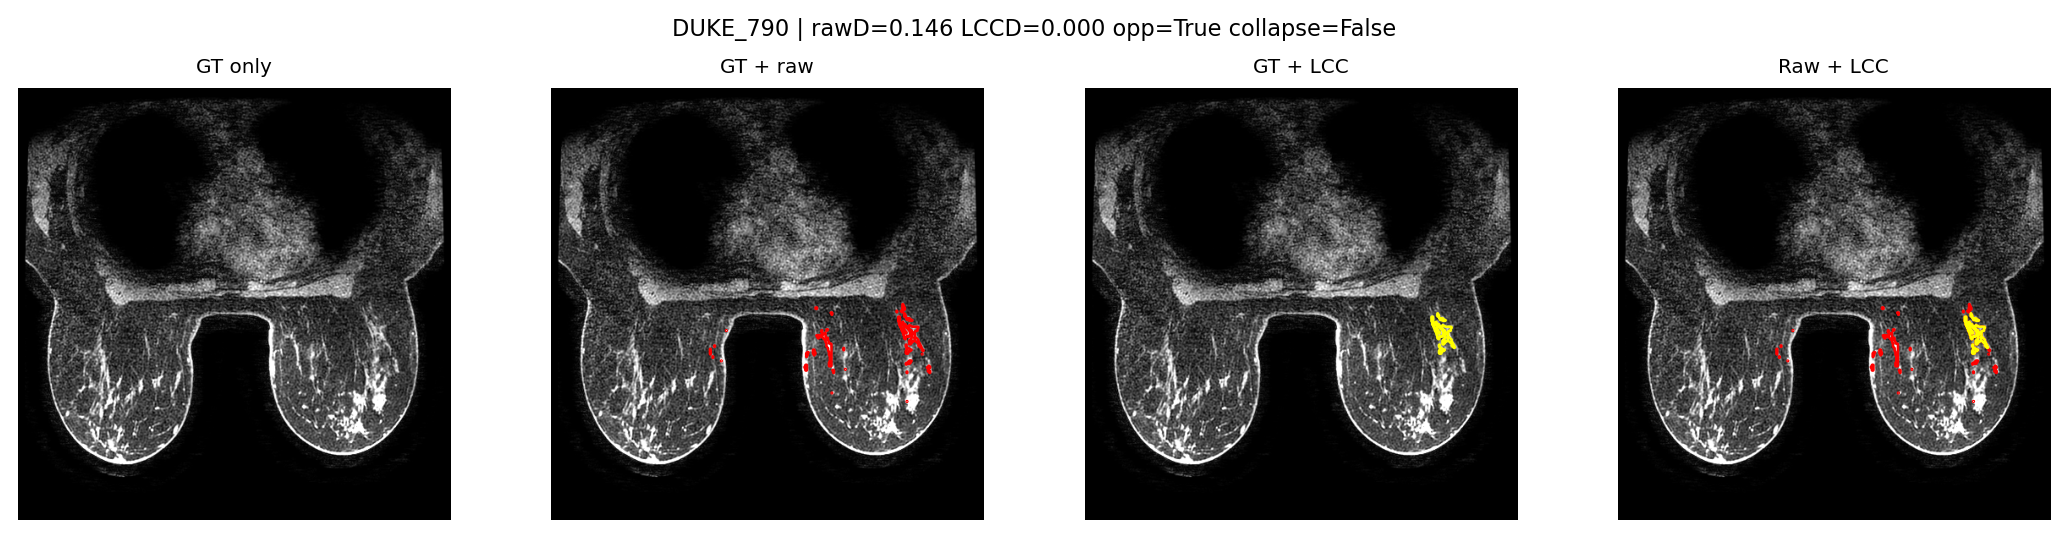 DUKE_790 | rawD=0.146 LCCD=0.000 opp=True collapse=False
GT only
GT + raw
GT + LCC
Raw + LCC